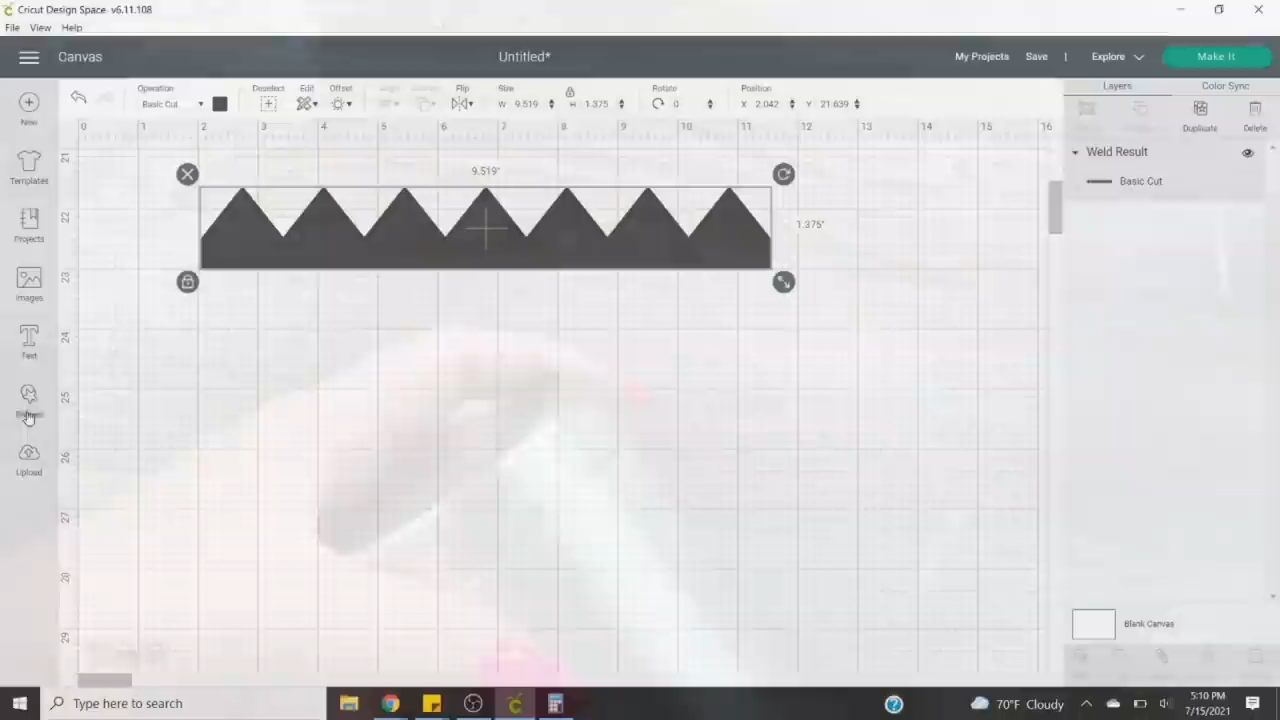 Cricut Design Space v6.11.108
File View Help
Canvas
Untitled*
My Projects Save | Explore Make It
Operation
Basic Cut
Deselect Edit Offset Flip Size Rotate Position
W 9.519 H 1.375 0 X 2.042 Y 21.639
Layers Color Sync
Duplicate Delete
New
Templates
Projects
Images
Text
Upload
0 1 2 3 4 5 6 7 8 9 10 11 12 13 14 15 16
21
22
23
24
25
26
27
28
29
9.519"
1.375"
Weld Result
Basic Cut
Blank Canvas
Type here to search
70°F Cloudy
5:10 PM
7/15/2021